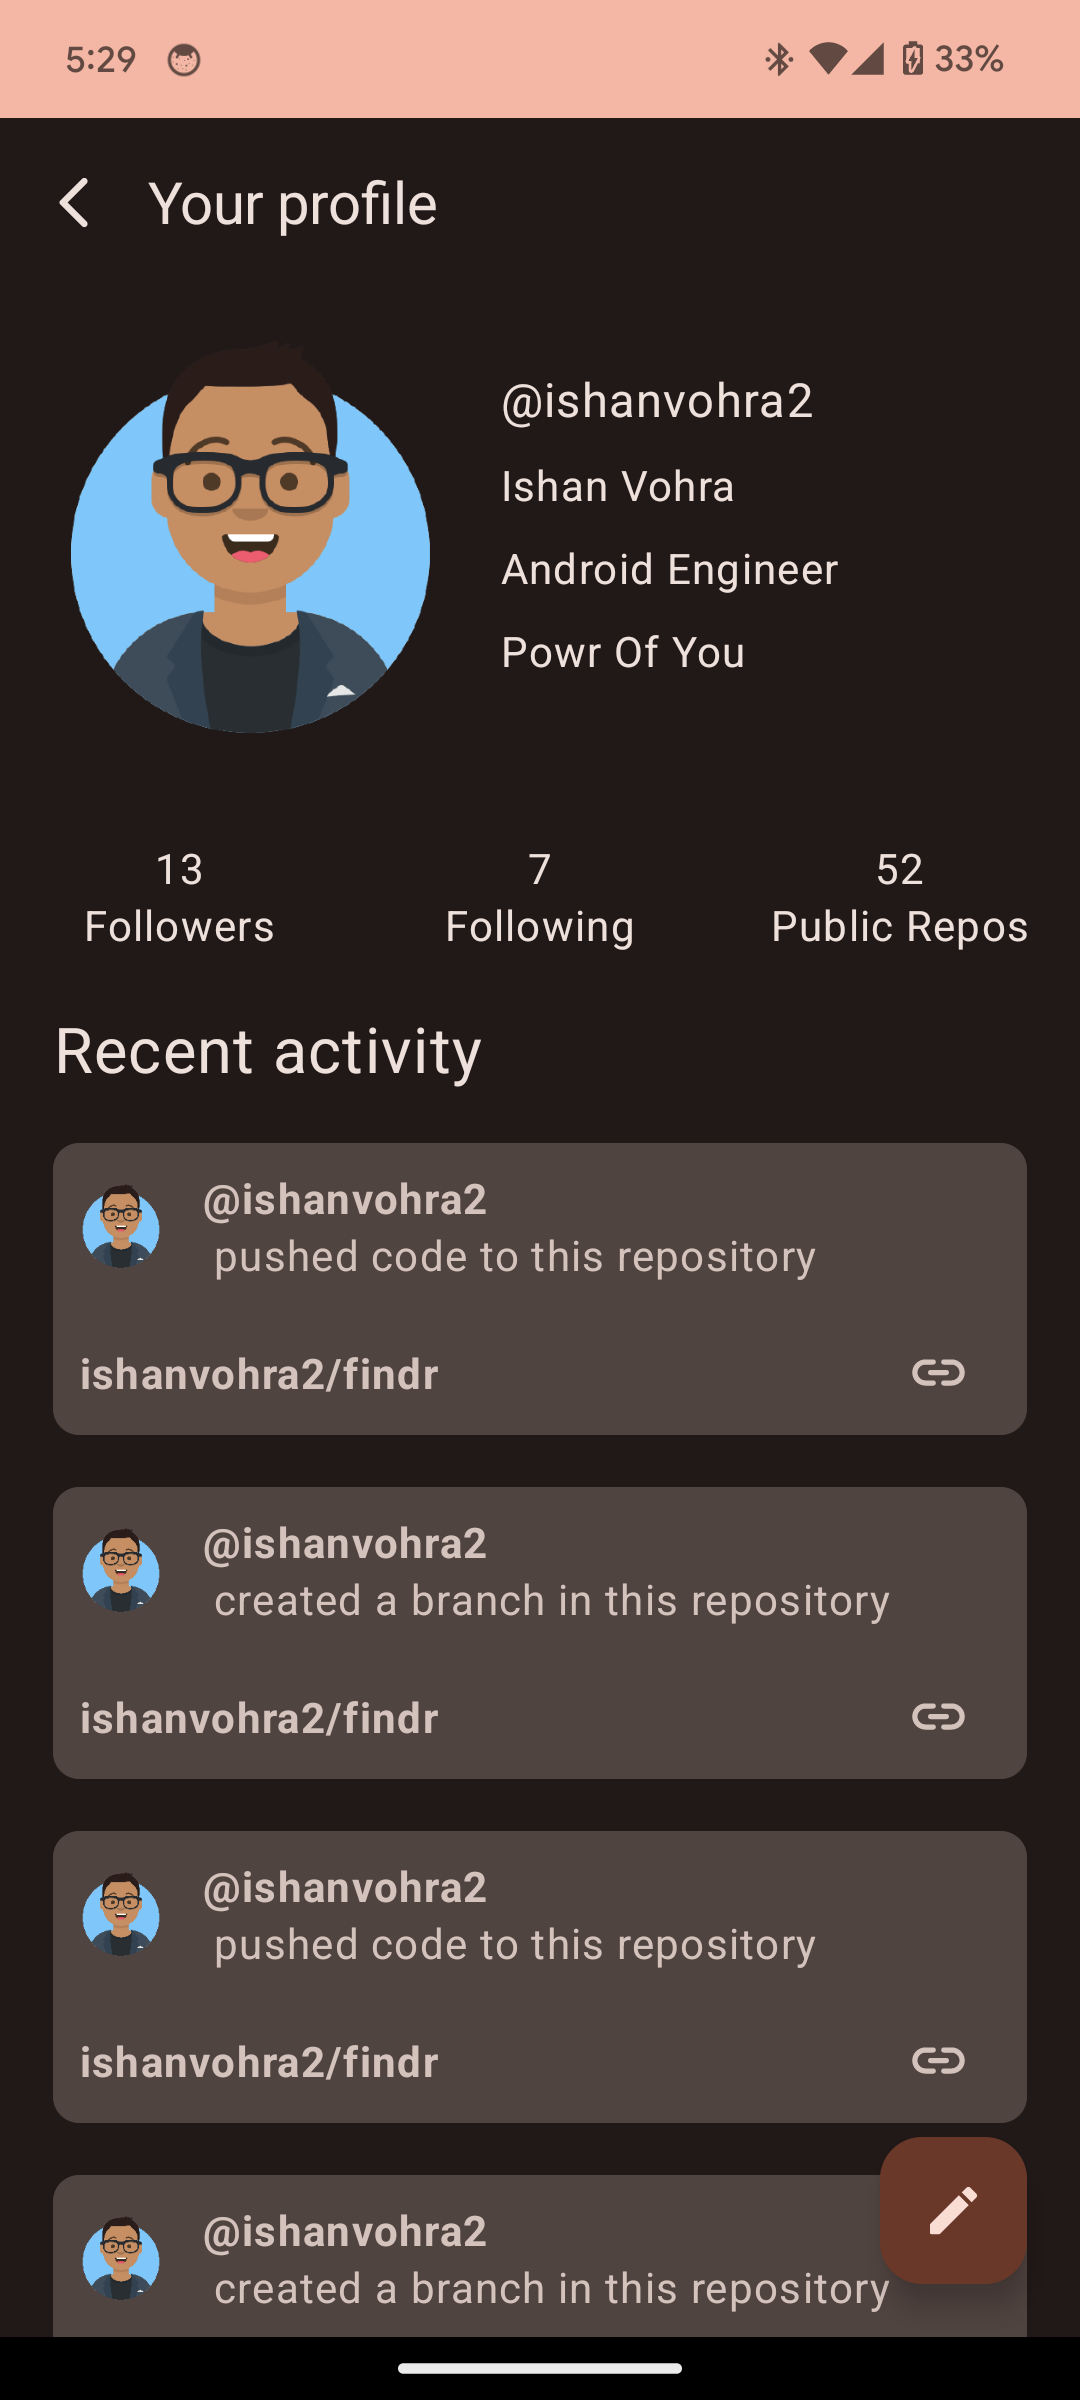 5:29
33%
Your profile
@ishanvohra2
Ishan Vohra
Android Engineer
Powr Of You
13
Followers
7
Following
52
Public Repos
Recent activity
@ishanvohra2
pushed code to this repository
ishanvohra2/findr
@ishanvohra2
created a branch in this repository
ishanvohra2/findr
@ishanvohra2
pushed code to this repository
ishanvohra2/findr
@ishanvohra2
created a branch in this repository